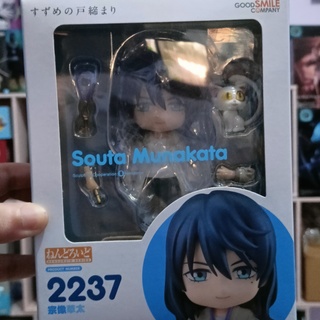 すずめの戸締まり
GOOD SMILE
COMPANY
Souta Munakata
ねんどろいど
2237
宗像草太